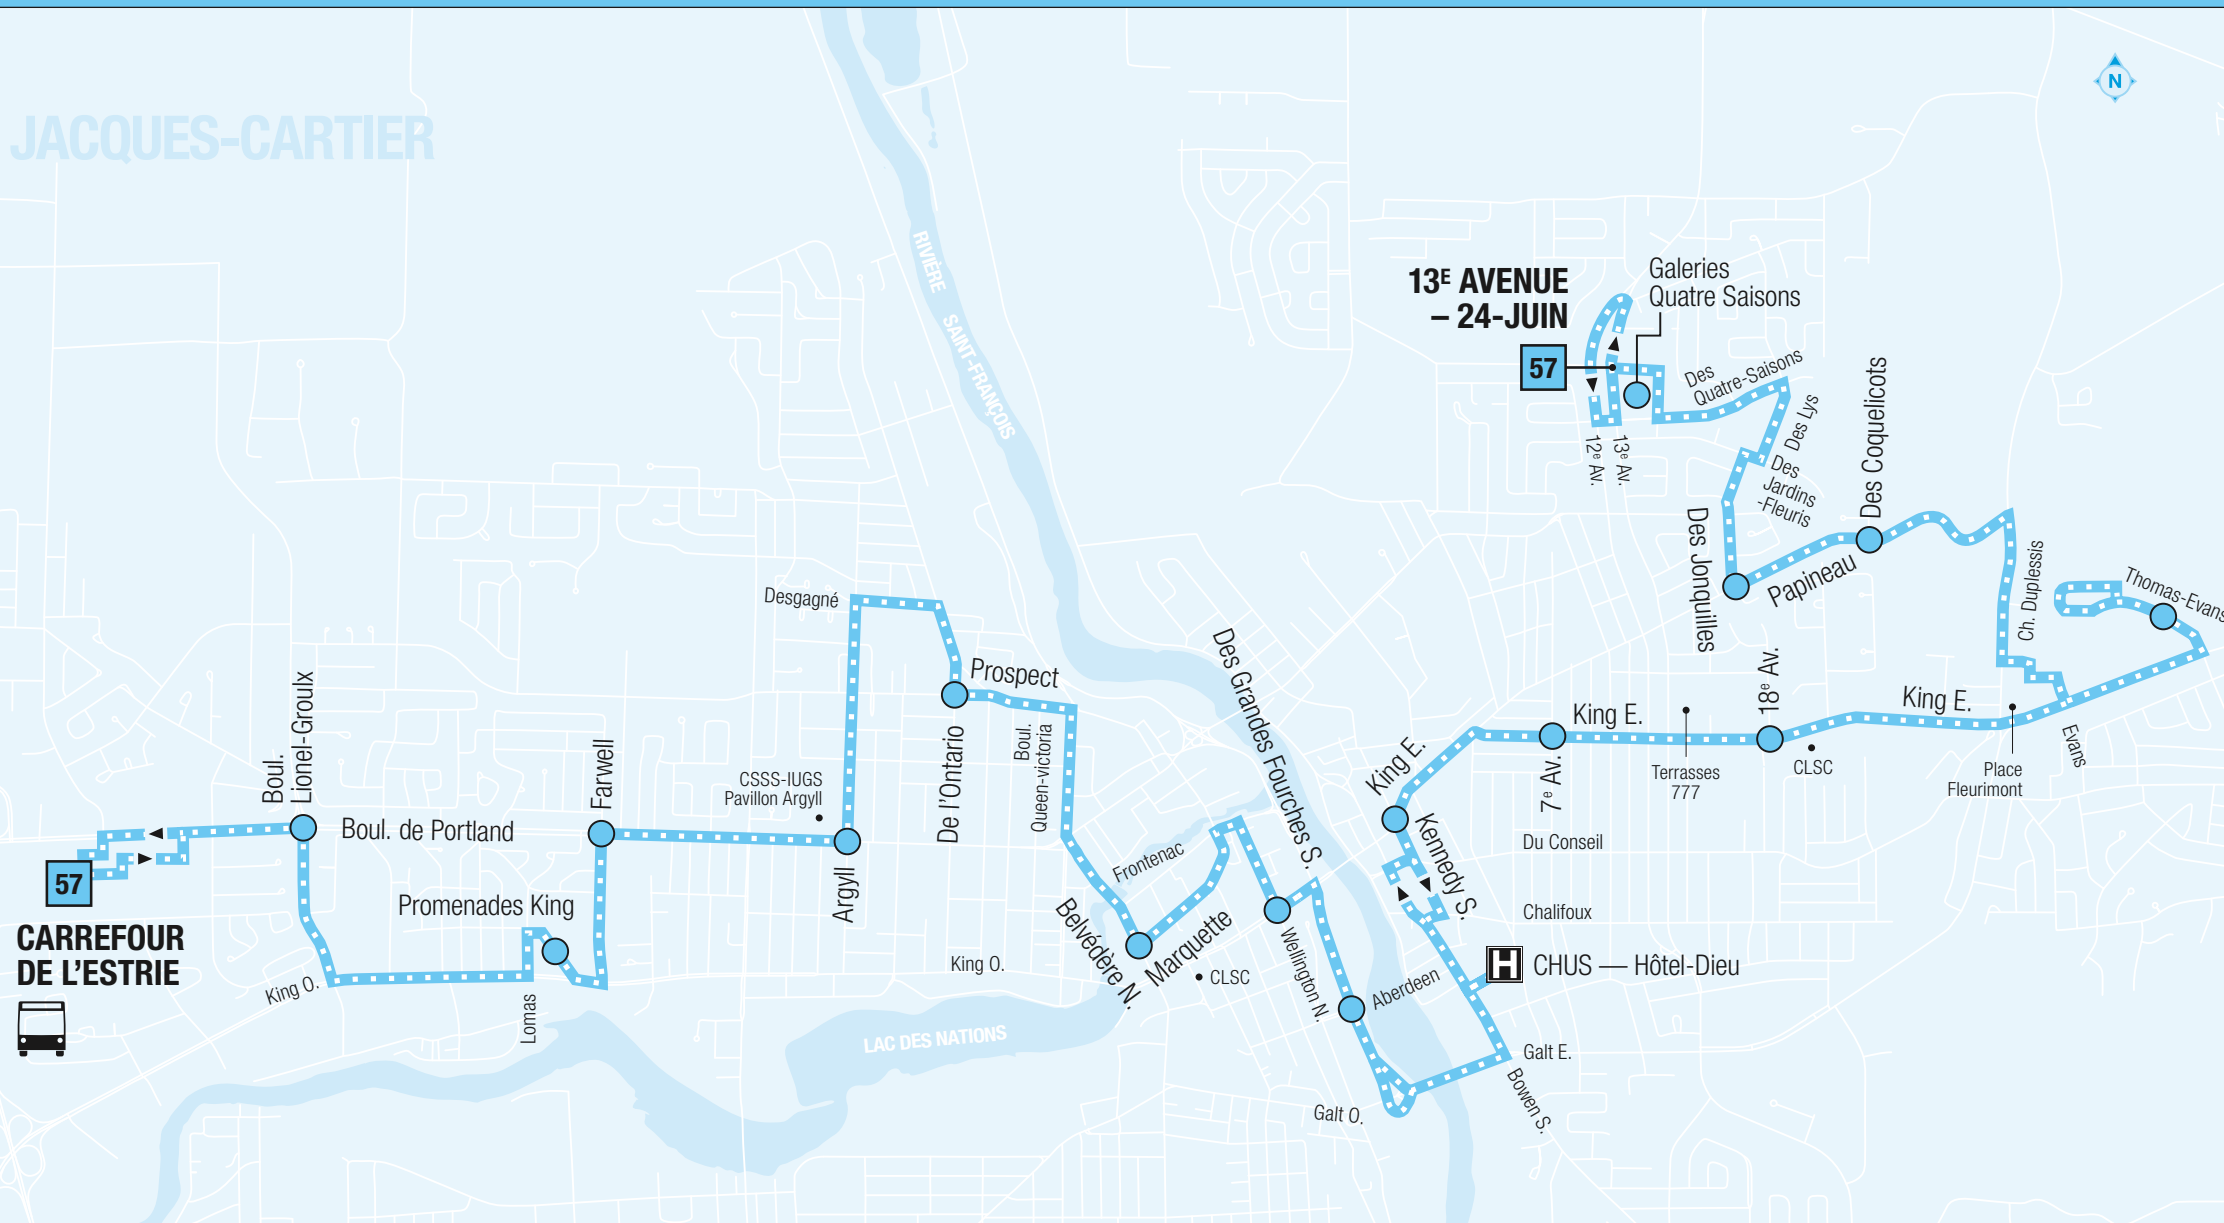 N
JACQUES-CARTIER
RIVIÈRE
SAINT-FRANÇOIS
13E AVENUE
– 24-JUIN
57
Galeries
Quatre Saisons
Des
Quatre-Saisons
Des Lys
Des
Jardins
-Fleuris
12e Av.
13e Av.
Des Coquelicots
Des Jonquilles
Papineau
Ch. Duplessis
Thomas-Evans
Desgagné
Prospect
De l'Ontario
Boul.
Queen-victoria
Des Grandes Fourches S.
King E.
7e Av.
King E.
Terrasses
777
18e Av.
CLSC
King E.
Place
Fleurimont
Evans
Boul.
Lionel-Groulx
Boul. de Portland
Farwell
CSSS-IUGS
Pavillon Argyll
Argyll
57
CARREFOUR
DE L'ESTRIE
Promenades King
King O.
Lomas
King O.
Frontenac
Belvédère N.
Marquette
CLSC
Wellington N.
Aberdeen
Kennedy S.
Du Conseil
Chalifoux
H
CHUS — Hôtel-Dieu
Galt E.
Bowen S.
Galt O.
LAC DES NATIONS